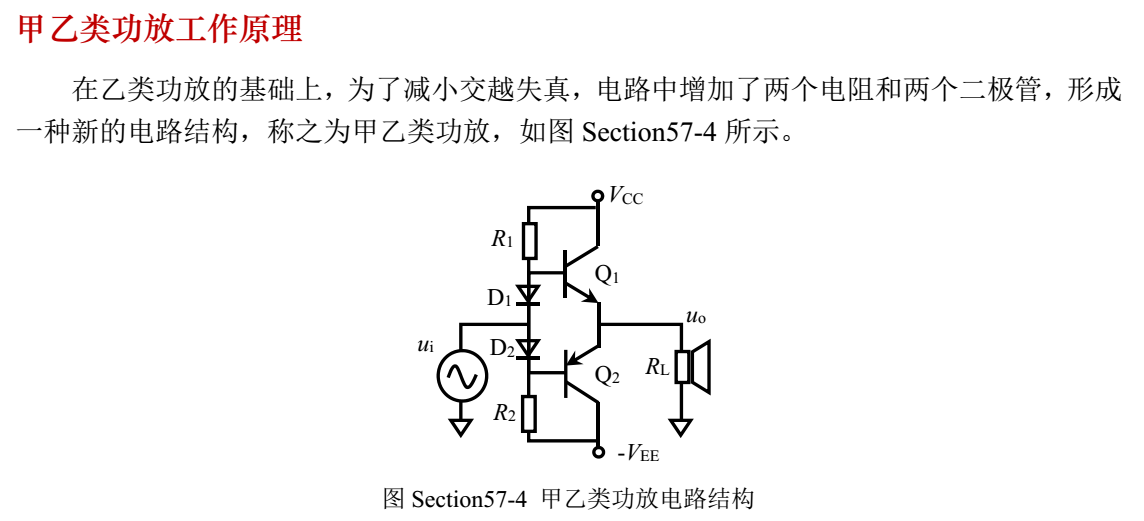 甲乙类功放工作原理
在乙类功放的基础上，为了减小交越失真，电路中增加了两个电阻和两个二极管，形成
一种新的电路结构，称之为甲乙类功放，如图 Section57-4 所示。
VCC
R1
Q1
D1
uo
ui
D2
Q2
RL
R2
-VEE
图 Section57-4 甲乙类功放电路结构